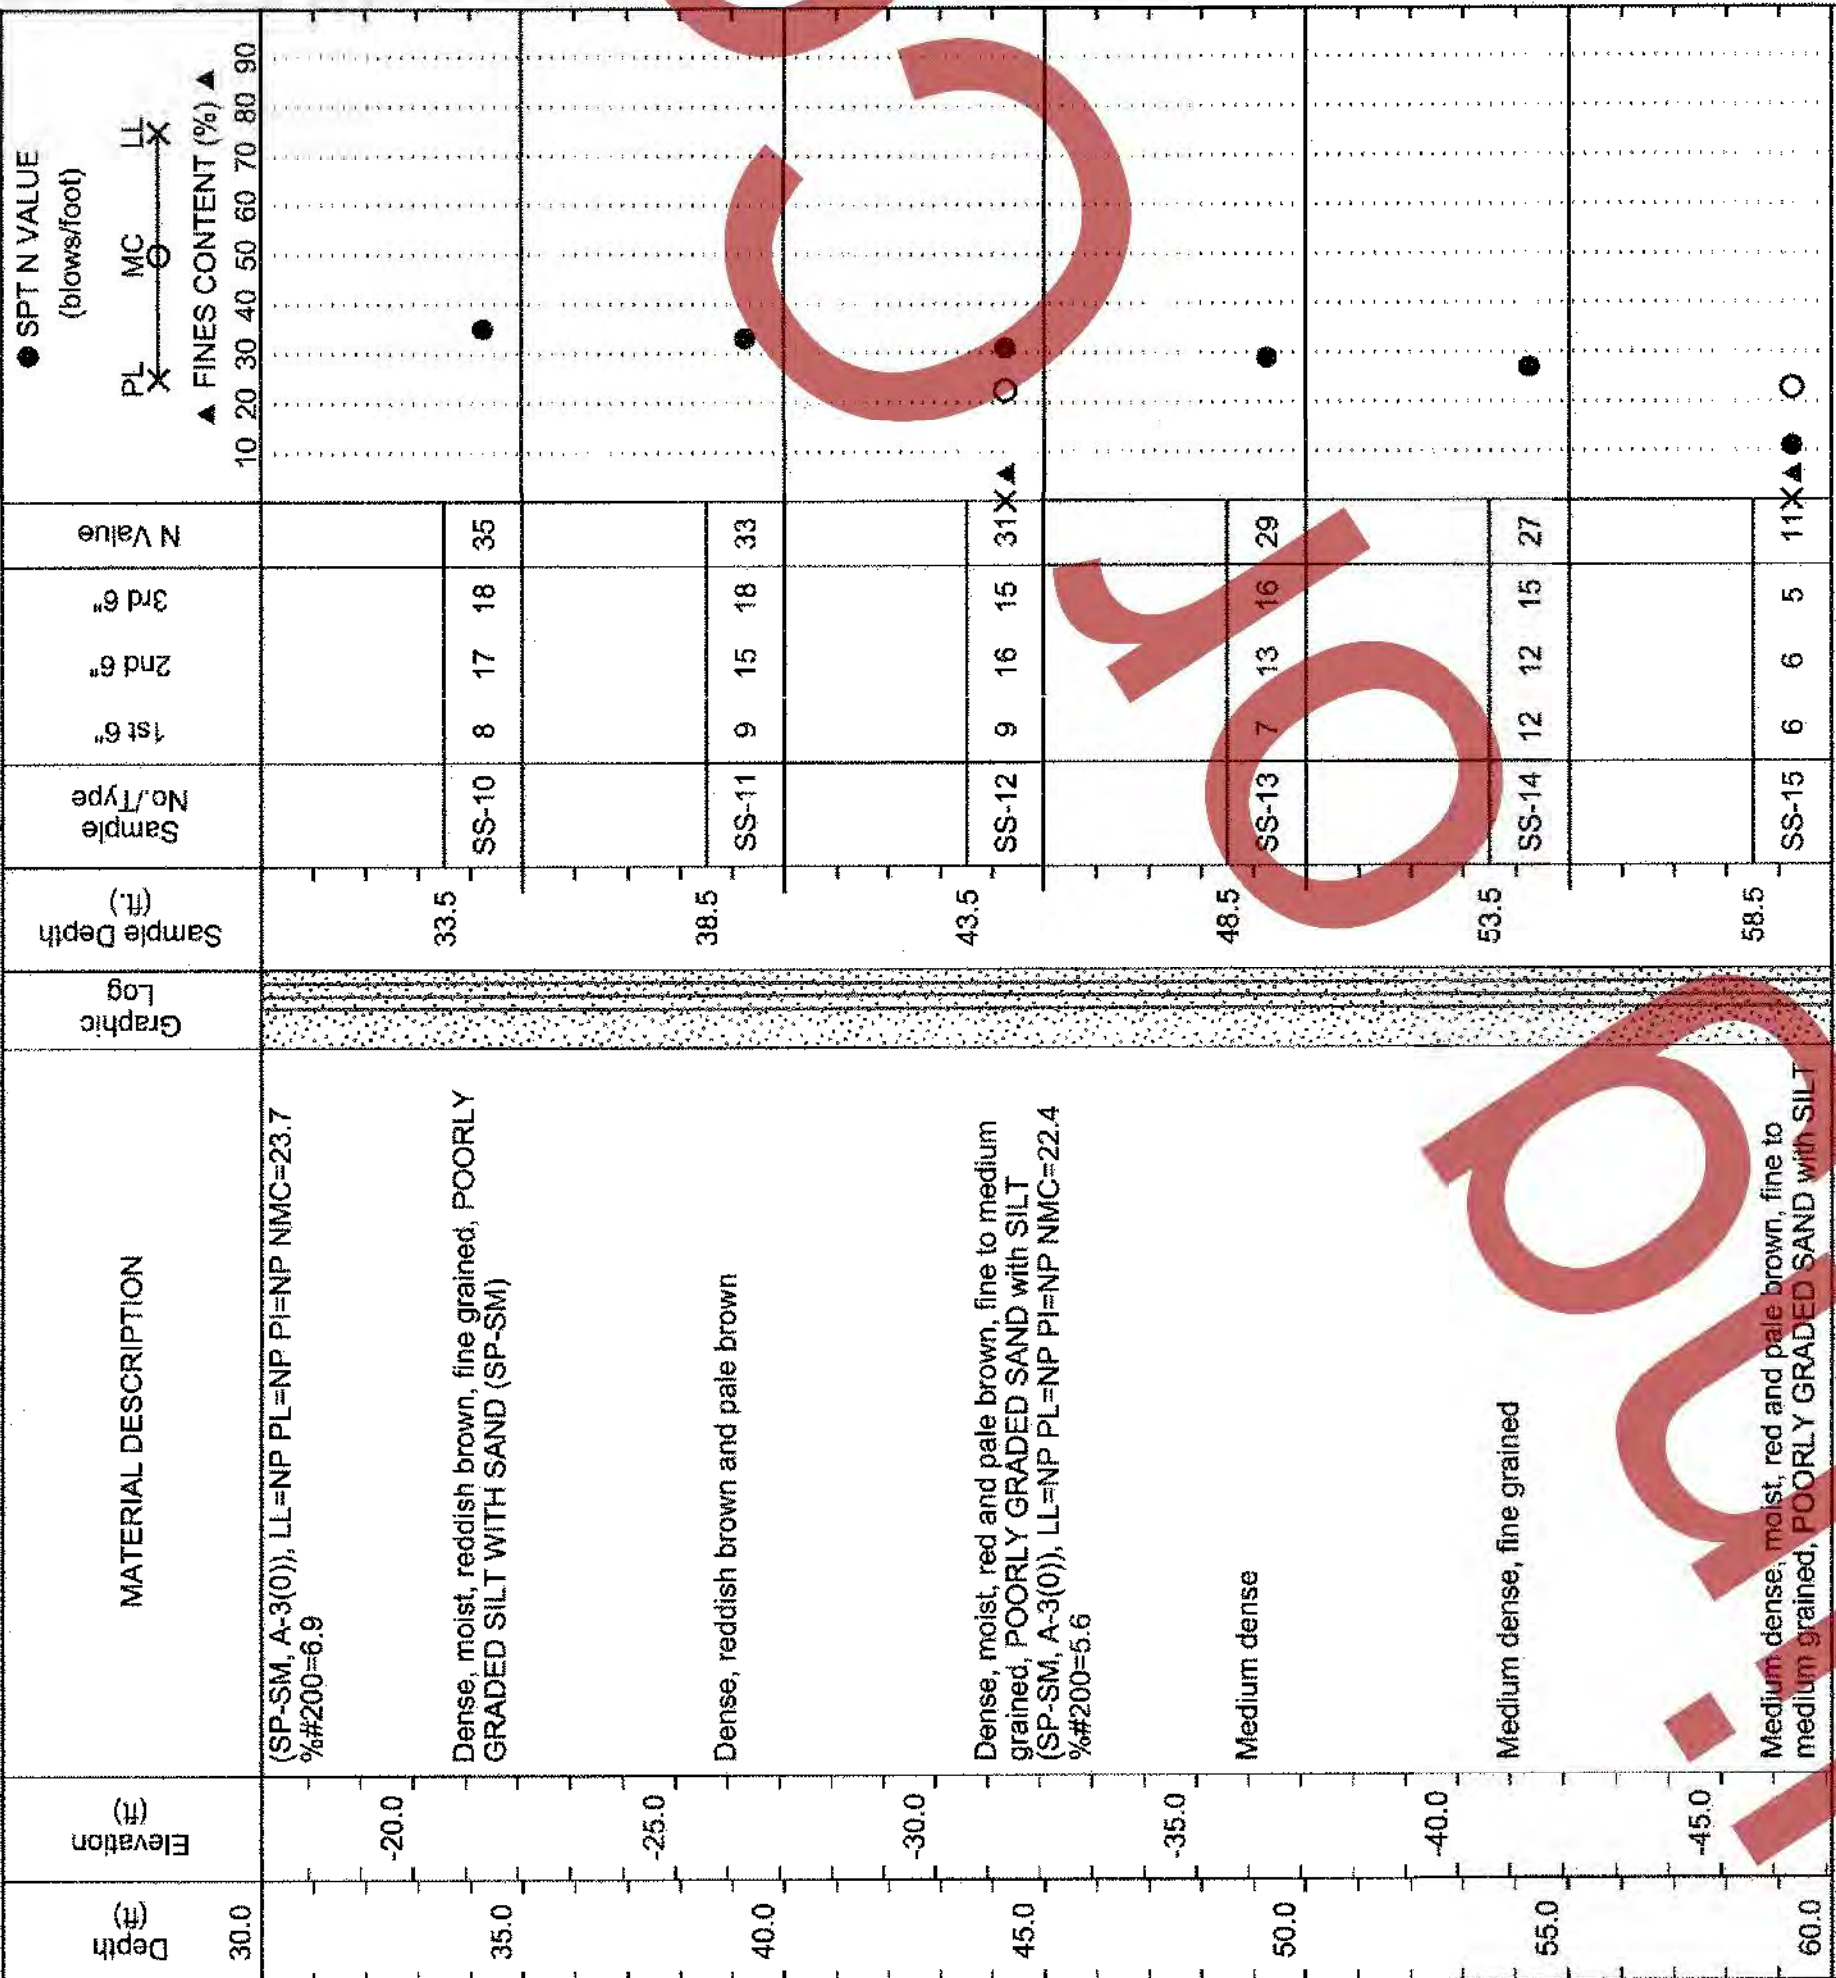 Depth
(ft)
Elevation
(ft)
MATERIAL DESCRIPTION
Graphic
Log
Sample Depth
(ft.)
Sample
No./Type
1st 6"
2nd 6"
3rd 6"
N Value
● SPT N VALUE
(blows/foot)
PL MC LL
▲ FINES CONTENT (%) ▲
10 20 30 40 50 60 70 80 90
30.0
(SP-SM, A-3(0)), LL=NP PL=NP PI=NP NMC=23.7
%#200=6.9
-20.0
33.5
Dense, moist, reddish brown, fine grained, POORLY
GRADED SILT WITH SAND (SP-SM)
SS-10 8 17 18 35
35.0
-25.0
38.5
Dense, reddish brown and pale brown
SS-11 9 15 18 33
40.0
-30.0
43.5
Dense, moist, red and pale brown, fine to medium
grained, POORLY GRADED SAND with SILT
(SP-SM, A-3(0)), LL=NP PL=NP PI=NP NMC=22.4
%#200=5.6
SS-12 9 16 15 31
45.0
-35.0
48.5
Medium dense
SS-13 7 13 16 29
50.0
-40.0
53.5
Medium dense, fine grained
SS-14 12 12 15 27
55.0
-45.0
58.5
Medium dense, moist, red and pale brown, fine to
medium grained, POORLY GRADED SAND with SILT
SS-15 6 6 5 11
60.0